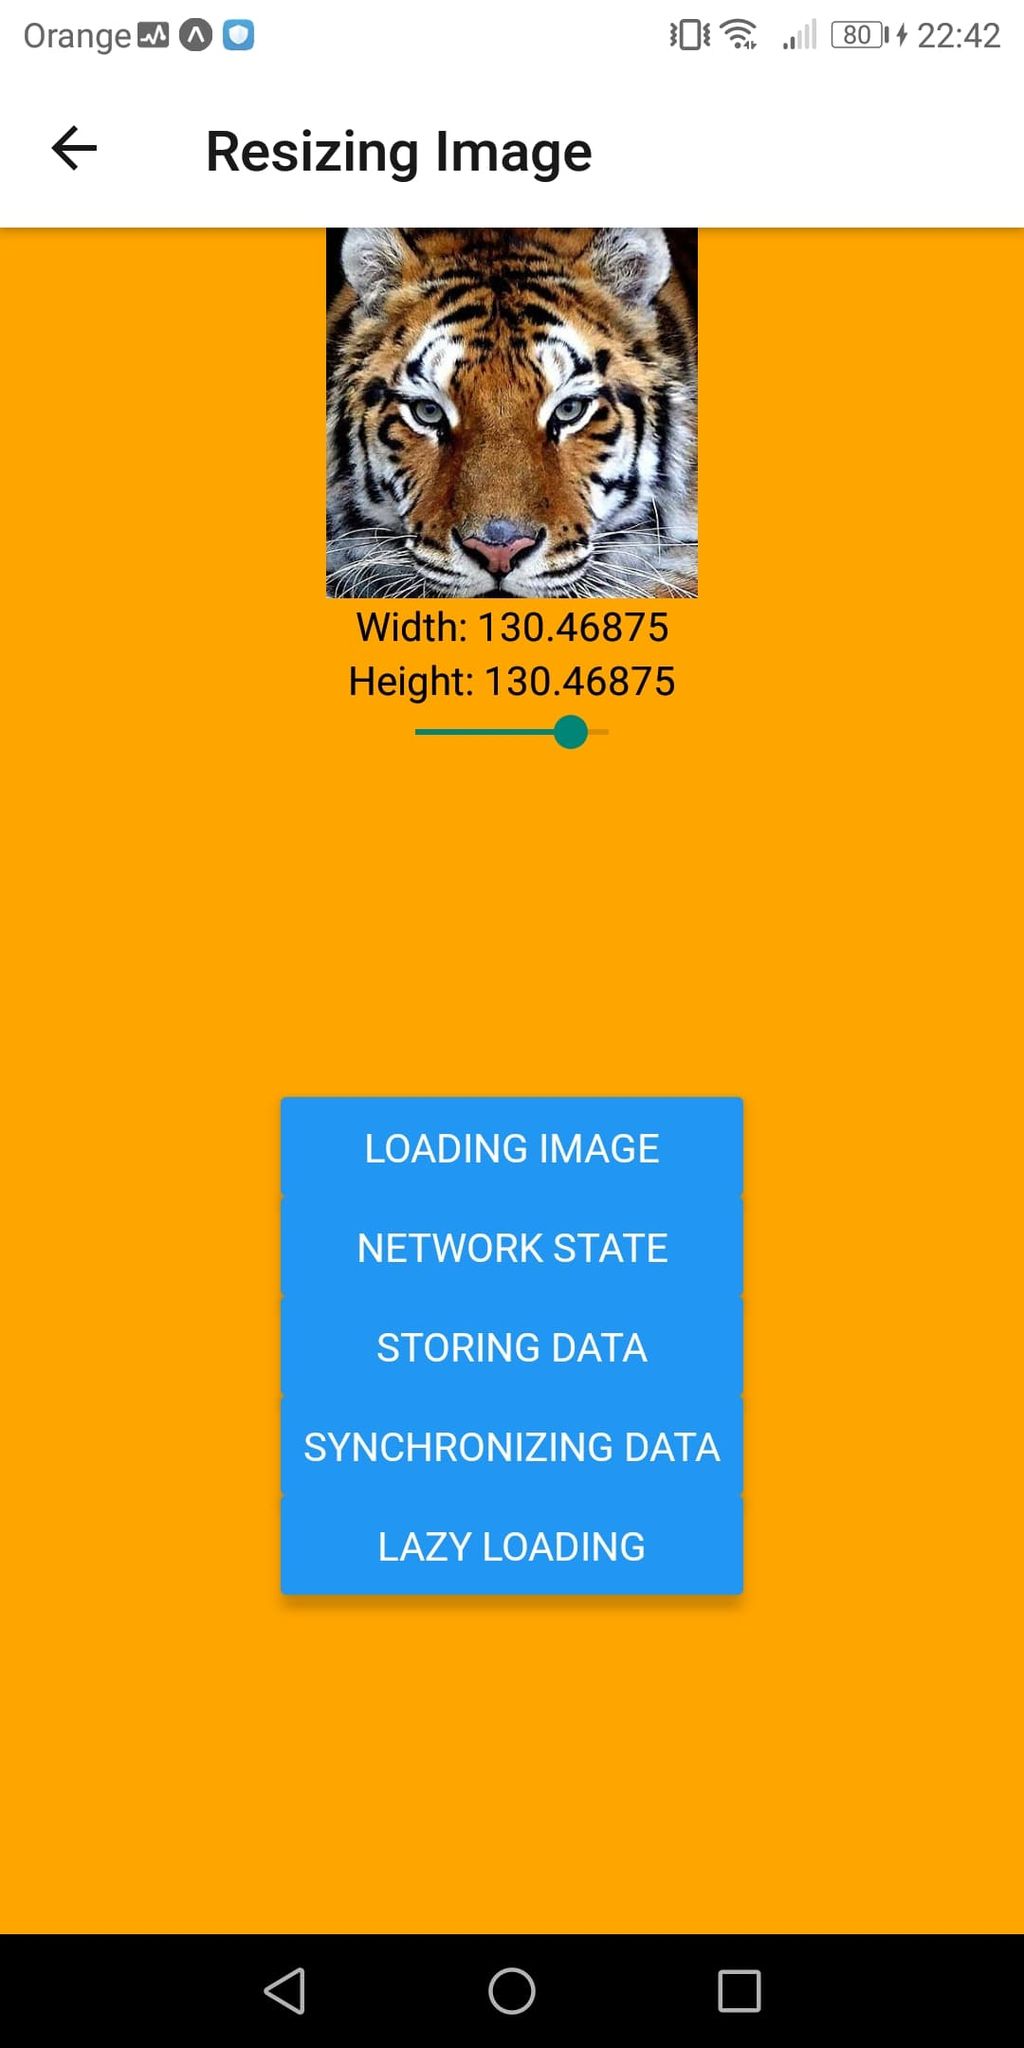 Orange 80 22:42
Resizing Image
Width: 130.46875
Height: 130.46875
LOADING IMAGE
NETWORK STATE
STORING DATA
SYNCHRONIZING DATA
LAZY LOADING